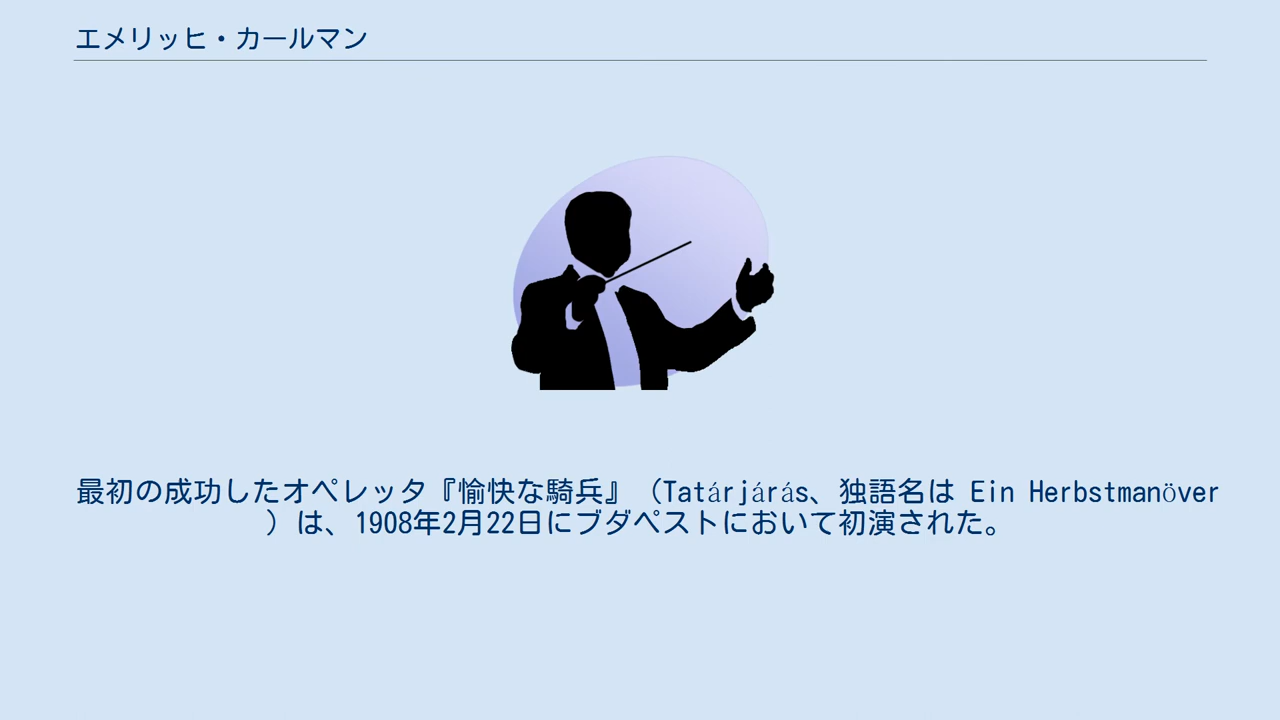 エメリッヒ・カールマン
最初の成功したオペレッタ『愉快な騎兵』（Tatárjárás、独語名は Ein Herbstmanöver
）は、1908年2月22日にブダペストにおいて初演された。